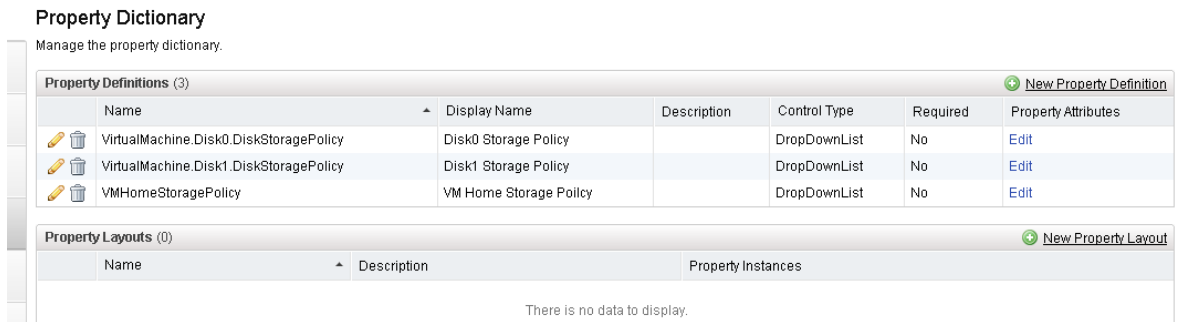 Property Dictionary
Manage the property dictionary.
Property Definitions (3) New Property Definition
Name Display Name Description Control Type Required Property Attributes
VirtualMachine.Disk0.DiskStoragePolicy Disk0 Storage Policy DropDownList No Edit
VirtualMachine.Disk1.DiskStoragePolicy Disk1 Storage Policy DropDownList No Edit
VMHomeStoragePolicy VM Home Storage Poilcy DropDownList No Edit
Property Layouts (0) New Property Layout
Name Description Property Instances
There is no data to display.